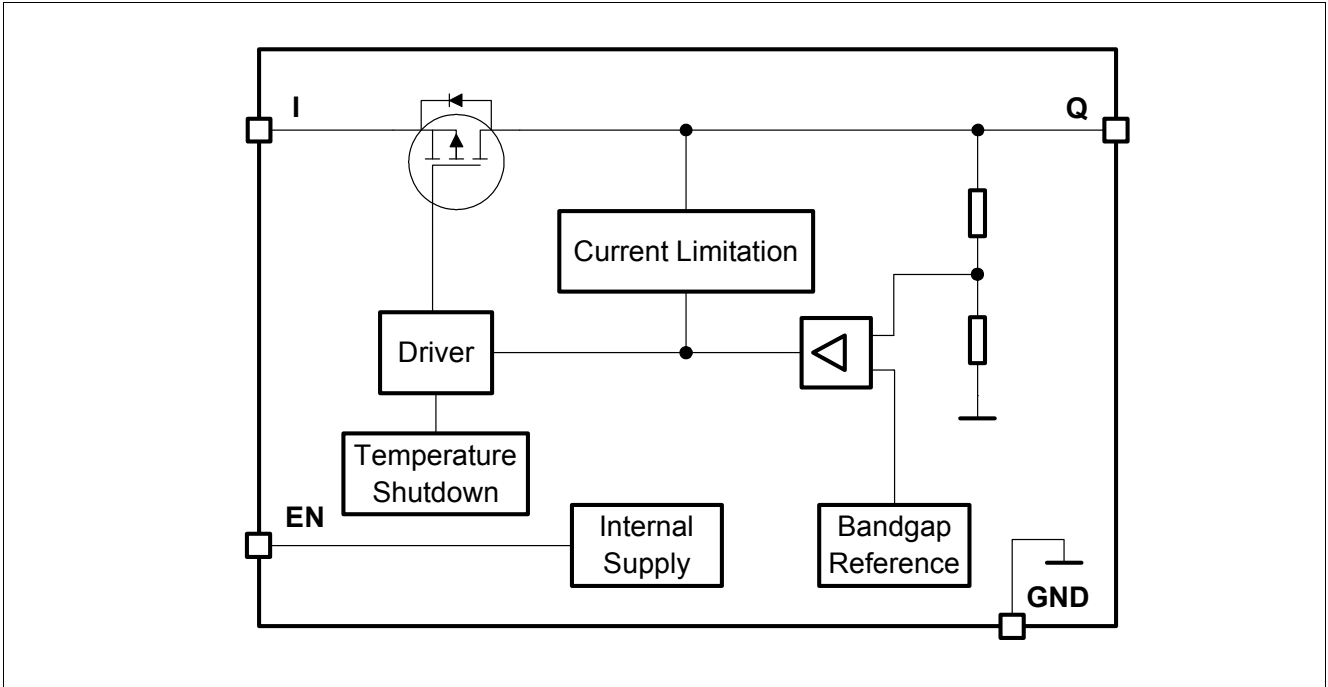 I
Q
Current Limitation
Driver
Temperature
Shutdown
EN
Internal
Supply
Bandgap
Reference
GND